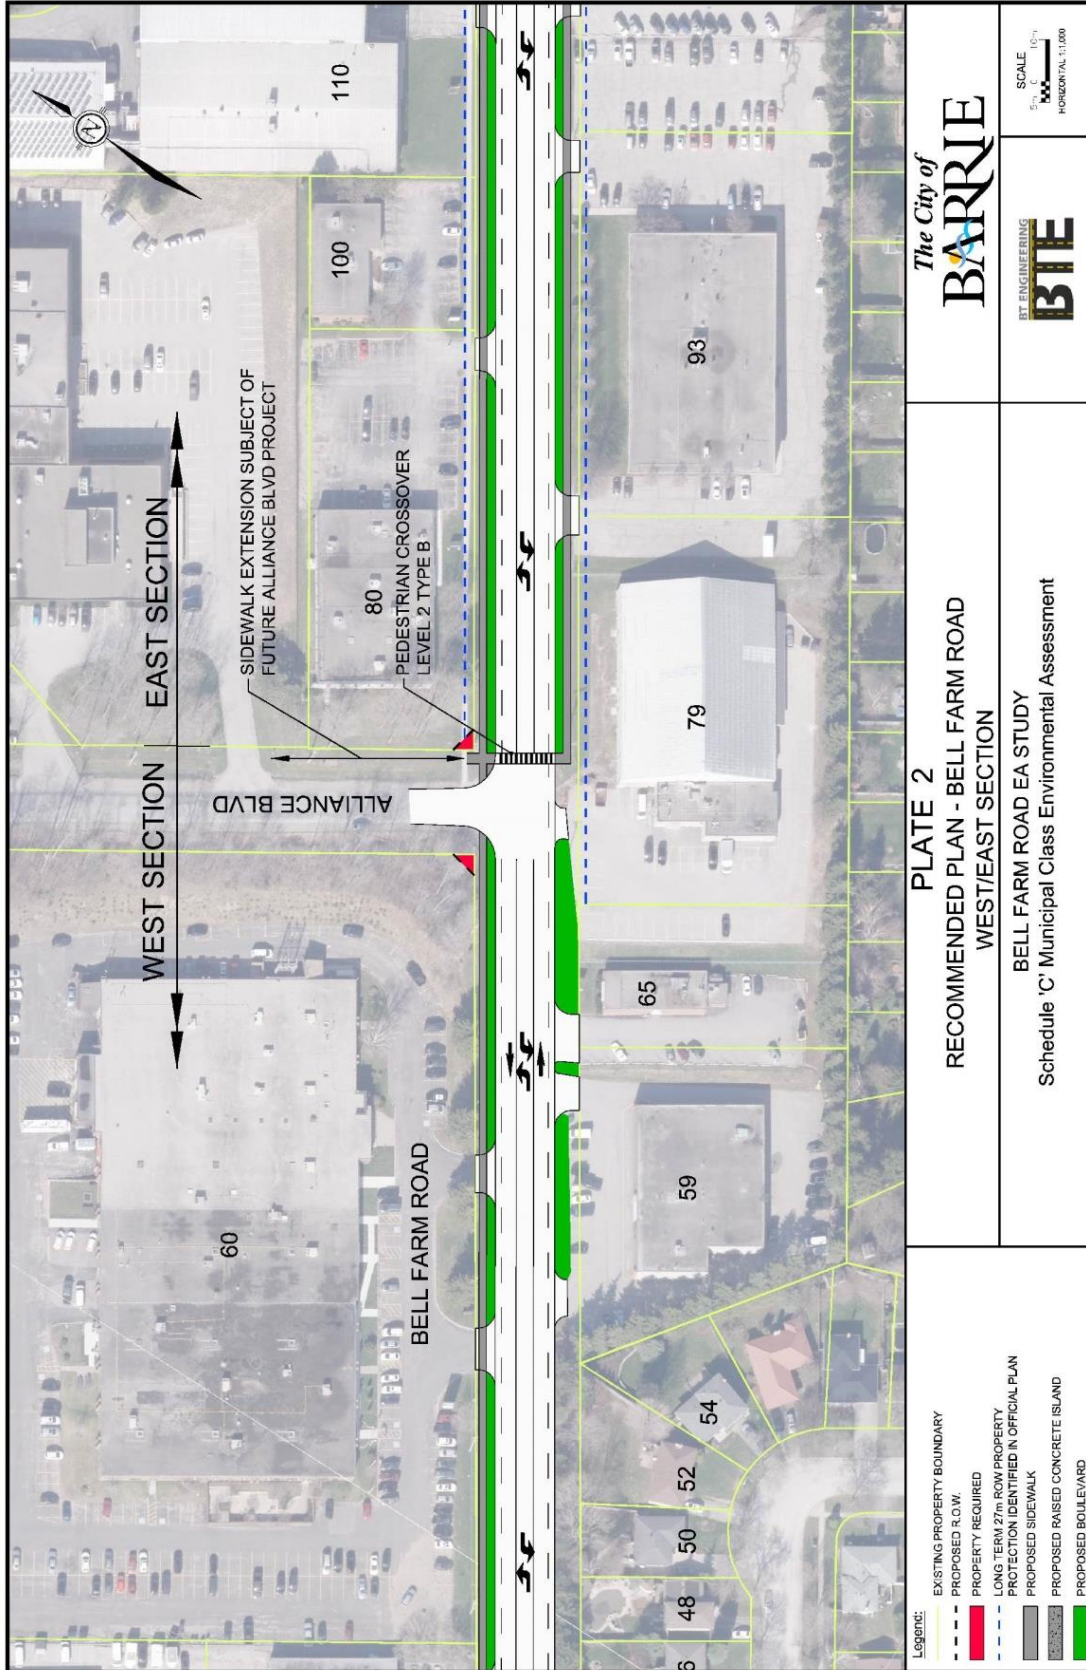 110
100
SIDEWALK EXTENSION SUBJECT OF
FUTURE ALLIANCE BLVD PROJECT
80
PEDESTRIAN CROSSOVER
LEVEL 2 TYPE B
WEST SECTION
EAST SECTION
ALLIANCE BLVD
BELL FARM ROAD
60
93
79
65
59
54
52
50
48
6
N
Legend:
EXISTING PROPERTY BOUNDARY
PROPOSED R.O.W.
PROPERTY REQUIRED
LONG TERM 27m ROW PROPERTY
PROTECTION IDENTIFIED IN OFFICIAL PLAN
PROPOSED SIDEWALK
PROPOSED RAISED CONCRETE ISLAND
PROPOSED BOULEVARD
PLATE 2
RECOMMENDED PLAN - BELL FARM ROAD
WEST/EAST SECTION
BELL FARM ROAD EA STUDY
Schedule 'C' Municipal Class Environmental Assessment
The City of
BARRIE
BT ENGINEERING
BTE
SCALE
5m 0 10m
HORIZONTAL 1:1,000